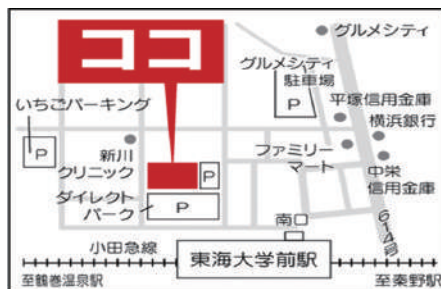 グルメシティ
ココ
グルメシティ
駐車場
P
いちごパーキング
P
平塚信用金庫
横浜銀行
新川
クリニック
P
ファミリー
マート
中栄
信用金庫
ダイレクト
パーク
P
南口
614号
小田急線
東海大学前駅
至鶴巻温泉駅
至秦野駅